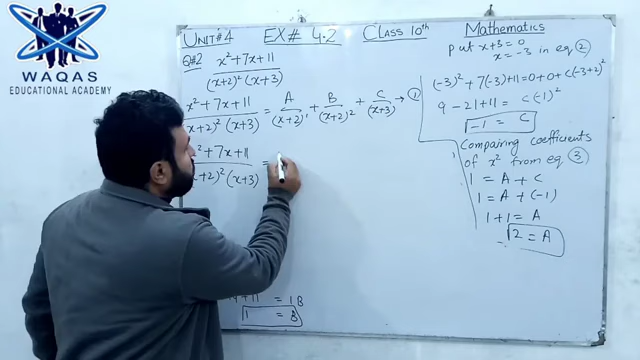 WAQAS
EDUCATIONAL ACADEMY
UNIT#4 EX# 4.2 CLASS 10th Mathematics
Q#2 x² + 7x + 11
(x+2)² (x+3)
x² + 7x + 11 = A + B + C → ①
(x+2)² (x+3) (x+2)¹ (x+2)² (x+3)
x² + 7x + 11 =
(x+2)² (x+3)
+11 = 1B
1 = B
Put x+3 = 0
x = -3 in eq ②
(-3)² + 7(-3)+11 = 0 + 0 + C(-3+2)²
9 - 21 + 11 = C(-1)²
-1 = C
Comparing coefficients
of x² from eq ③
1 = A + C
1 = A + (-1)
1 + 1 = A
2 = A